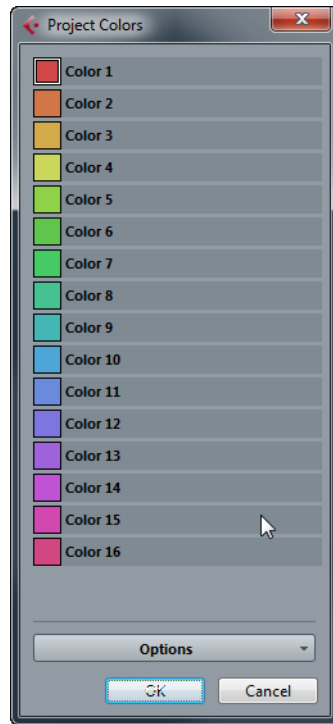 Project Colors
Color 1
Color 2
Color 3
Color 4
Color 5
Color 6
Color 7
Color 8
Color 9
Color 10
Color 11
Color 12
Color 13
Color 14
Color 15
Color 16
Options
OK Cancel